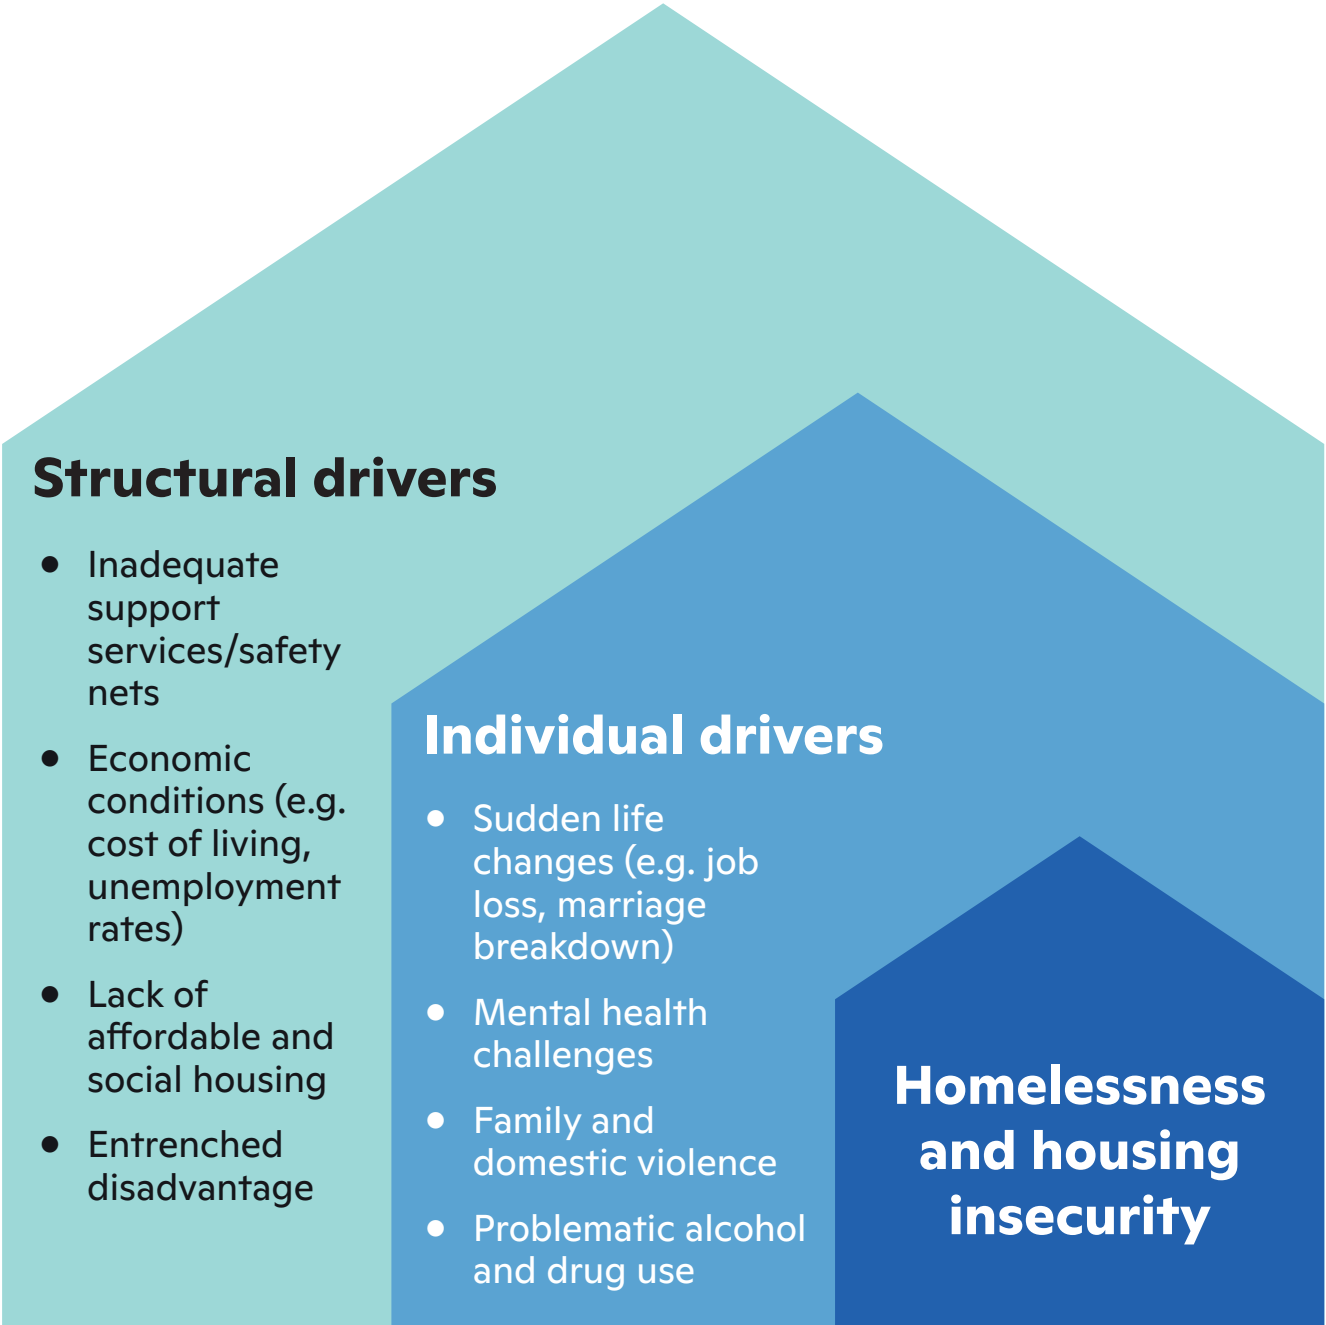 Structural drivers
• Inadequate
support
services/safety
nets
• Economic
conditions (e.g.
cost of living,
unemployment
rates)
• Lack of
affordable and
social housing
• Entrenched
disadvantage
Individual drivers
• Sudden life
changes (e.g. job
loss, marriage
breakdown)
• Mental health
challenges
• Family and
domestic violence
• Problematic alcohol
and drug use
Homelessness
and housing
insecurity